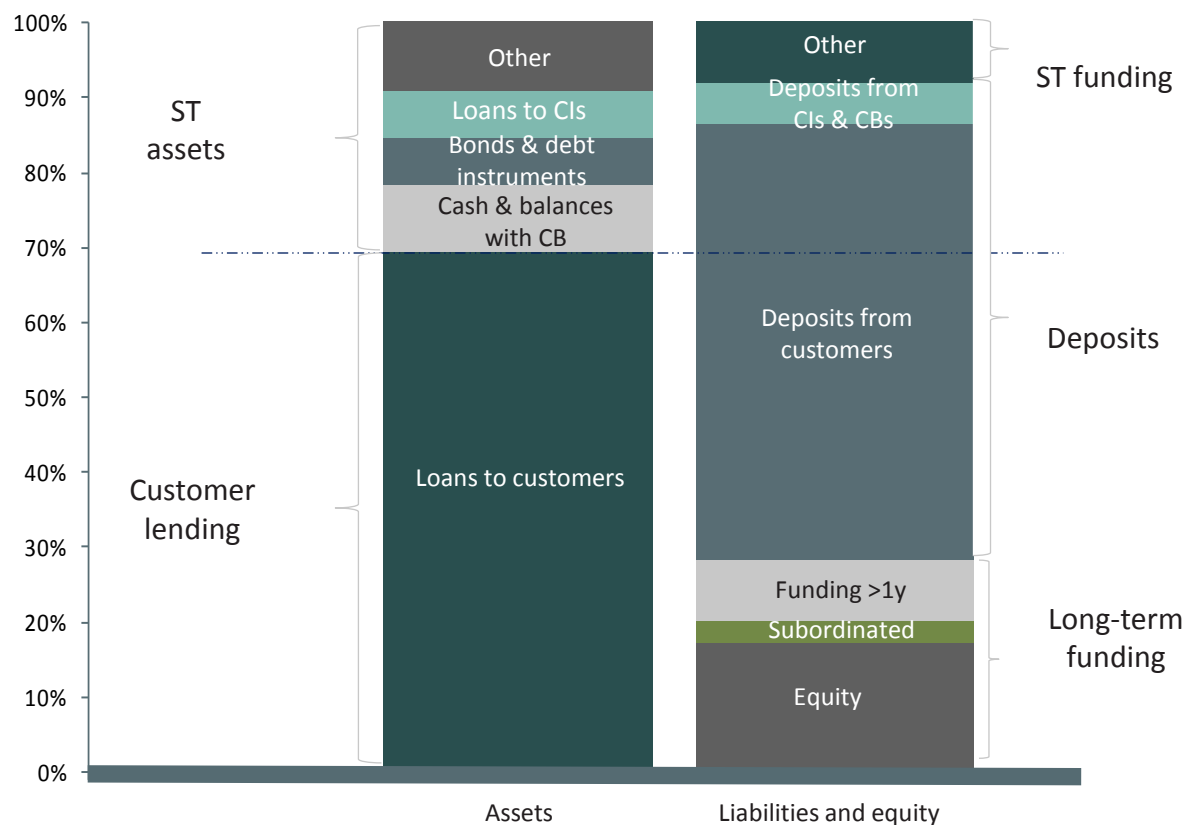 100%
90%
80%
70%
60%
50%
40%
30%
20%
10%
0%
ST
assets
Customer
lending
Other
Loans to CIs
Bonds & debt
instruments
Cash & balances
with CB
Loans to customers
Other
Deposits from
CIs & CBs
Deposits from
customers
Funding >1y
Subordinated
Equity
ST funding
Deposits
Long-term
funding
Assets
Liabilities and equity